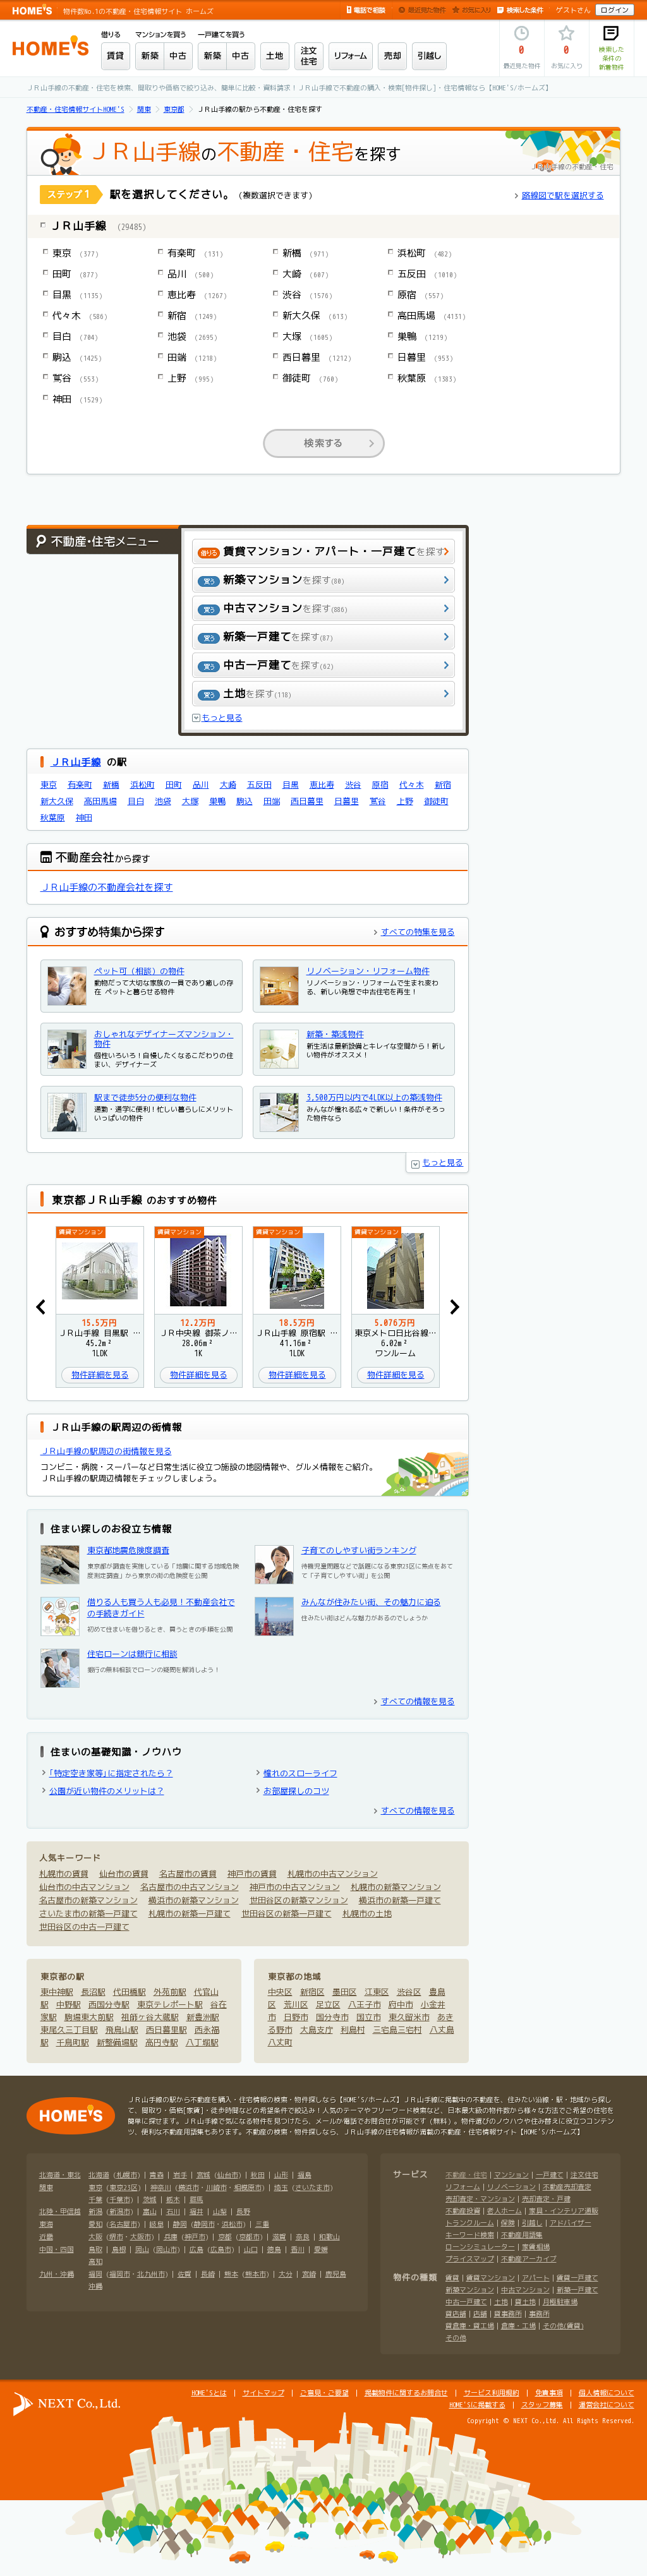 HOME'S 物件数No.1の不動産・住宅情報サイト ホームズ
電話で相談 最近見た物件 お気に入り 検索した条件 ゲストさん ログイン
HOME'S
借りる マンションを買う 一戸建てを買う
賃貸 新築 中古 新築 中古 土地 注文住宅 リフォーム 売却 引越し
0 最近見た物件
0 お気に入り
検索した条件の新着物件
ＪＲ山手線の不動産・住宅を検索、間取りや価格で絞り込み、簡単に比較・資料請求！ＪＲ山手線で不動産の購入・検索[物件探し]・住宅情報なら【HOME'S/ホームズ】
不動産・住宅情報サイトHOME'S 関東 東京都 ＪＲ山手線の駅から不動産・住宅を探す
ＪＲ山手線の不動産・住宅を探す
ＪＲ山手線の不動産・住宅
ステップ1 駅を選択してください。（複数選択できます）
路線図で駅を選択する
ＪＲ山手線 (29485)
東京 (377) 有楽町 (131) 新橋 (971) 浜松町 (482)
田町 (877) 品川 (500) 大崎 (607) 五反田 (1010)
目黒 (1135) 恵比寿 (1267) 渋谷 (1576) 原宿 (557)
代々木 (506) 新宿 (1249) 新大久保 (613) 高田馬場 (4131)
目白 (704) 池袋 (2695) 大塚 (1605) 巣鴨 (1219)
駒込 (1425) 田端 (1210) 西日暮里 (1212) 日暮里 (953)
鶯谷 (553) 上野 (995) 御徒町 (760) 秋葉原 (1303)
神田 (1529)
検索する
不動産・住宅メニュー
借りる 賃貸マンション・アパート・一戸建てを探す
買う 新築マンションを探す(80)
買う 中古マンションを探す(886)
買う 新築一戸建てを探す(87)
買う 中古一戸建てを探す(62)
買う 土地を探す(118)
もっと見る
ＪＲ山手線 の駅
東京 有楽町 新橋 浜松町 田町 品川 大崎 五反田 目黒 恵比寿 渋谷 原宿 代々木 新宿
新大久保 高田馬場 目白 池袋 大塚 巣鴨 駒込 田端 西日暮里 日暮里 鶯谷 上野 御徒町
秋葉原 神田
不動産会社から探す
ＪＲ山手線の不動産会社を探す
おすすめ特集から探す
すべての特集を見る
ペット可（相談）の物件
動物だって大切な家族の一員であり癒しの存在 ペットと暮らせる物件
リノベーション・リフォーム物件
リノベーション・リフォームで生まれ変わる、新しい発想で中古住宅を再生！
おしゃれなデザイナーズマンション・物件
個性いろいろ！自慢したくなるこだわりの住まい、デザイナーズ
新築・築浅物件
新生活は最新設備とキレイな空間から！新しい物件がオススメ！
駅まで徒歩5分の便利な物件
通勤・通学に便利！忙しい暮らしにメリットいっぱいの物件
3,500万円以内で4LDK以上の築浅物件
みんなが憧れる広々で新しい！条件がそろった物件なら
もっと見る
東京都ＪＲ山手線 のおすすめ物件
賃貸マンション 賃貸マンション 賃貸マンション 賃貸マンション
15.5万円 12.2万円 18.5万円 5.076万円
ＪＲ山手線 目黒駅 … ＪＲ中央線 御茶ノ… ＪＲ山手線 原宿駅 … 東京メトロ日比谷線…
45.2m² 28.06m² 41.16m² 6.02m²
1LDK 1K 1LDK ワンルーム
物件詳細を見る 物件詳細を見る 物件詳細を見る 物件詳細を見る
ＪＲ山手線の駅周辺の街情報
ＪＲ山手線の駅周辺の街情報を見る
コンビニ・病院・スーパーなど日常生活に役立つ施設の地図情報や、グルメ情報をご紹介。
ＪＲ山手線の駅周辺情報をチェックしましょう。
住まい探しのお役立ち情報
東京都地震危険度調査
東京都が調査を実施している「地震に関する地域危険度測定調査」から東京の街の危険度を公開
子育てのしやすい街ランキング
待機児童問題などで話題になる東京23区に焦点をあてて「子育てしやすい街」を公開
借りる人も買う人も必見！不動産会社での手続きガイド
初めて住まいを借りるとき、買うときの手順を公開
みんなが住みたい街、その魅力に迫る
住みたい街はどんな魅力があるのでしょうか
住宅ローンは銀行に相談
銀行の無料相談でローンの疑問を解消しよう！
すべての情報を見る
住まいの基礎知識・ノウハウ
「特定空き家等」に指定されたら？ 憧れのスローライフ
公園が近い物件のメリットは？ お部屋探しのコツ
すべての情報を見る
人気キーワード
札幌市の賃貸 仙台市の賃貸 名古屋市の賃貸 神戸市の賃貸 札幌市の中古マンション
仙台市の中古マンション 名古屋市の中古マンション 神戸市の中古マンション 札幌市の新築マンション
名古屋市の新築マンション 横浜市の新築マンション 世田谷区の新築マンション 横浜市の新築一戸建て
さいたま市の新築一戸建て 札幌市の新築一戸建て 世田谷区の新築一戸建て 札幌市の土地
世田谷区の中古一戸建て
東京都の駅
東中神駅 長沼駅 代田橋駅 外苑前駅 代官山駅 中野駅 西国分寺駅 東京テレポート駅 谷在家駅 駒場東大前駅 祖師ヶ谷大蔵駅 新豊洲駅 東尾久三丁目駅 飛鳥山駅 西日暮里駅 西永福駅 千鳥町駅 新整備場駅 高円寺駅 八丁堀駅
東京都の地域
中央区 新宿区 墨田区 江東区 渋谷区 豊島区 荒川区 足立区 八王子市 府中市 小金井市 日野市 国分寺市 国立市 東久留米市 あきる野市 大島支庁 利島村 三宅島三宅村 八丈島八丈町
HOME'S
ＪＲ山手線の駅から不動産を購入・住宅情報の検索・物件探しなら【HOME'S/ホームズ】ＪＲ山手線に掲載中の不動産を、住みたい沿線・駅・地域から探して、間取り・価格[家賃]・徒歩時間などの希望条件で絞込み！人気のテーマやフリーワード検索など、日本最大級の物件数から様々な方法でご希望の住宅を簡単に探せます。ＪＲ山手線で気になる物件を見つけたら、メールか電話でお問合せが可能です（無料）。物件選びのノウハウや住み替えに役立つコンテンツや、便利な不動産用語集もあります。不動産の検索・物件探しなら、ＪＲ山手線の住宅情報が満載の不動産・住宅情報サイト【HOME'S/ホームズ】
北海道・東北 北海道 (札幌市) | 青森 | 岩手 | 宮城 (仙台市) | 秋田 | 山形 | 福島
関東 東京 (東京23区) | 神奈川 (横浜市・川崎市・相模原市) | 埼玉 (さいたま市)
千葉 (千葉市) | 茨城 | 栃木 | 群馬
北陸・甲信越 新潟 (新潟市) | 富山 | 石川 | 福井 | 山梨 | 長野
東海 愛知 (名古屋市) | 岐阜 | 静岡 (静岡市・浜松市) | 三重
近畿 大阪 (堺市・大阪市) | 兵庫 (神戸市) | 京都 (京都市) | 滋賀 | 奈良 | 和歌山
中国・四国 鳥取 | 島根 | 岡山 (岡山市) | 広島 (広島市) | 山口 | 徳島 | 香川 | 愛媛
高知
九州・沖縄 福岡 (福岡市・北九州市) | 佐賀 | 長崎 | 熊本 (熊本市) | 大分 | 宮崎 | 鹿児島
沖縄
サービス 不動産・住宅 | マンション | 一戸建て | 注文住宅
リフォーム | リノベーション | 不動産売却査定
売却査定・マンション | 売却査定・戸建
不動産投資 | 老人ホーム | 家具・インテリア通販
トランクルーム | 保険 | 引越し | アドバイザー
キーワード検索 | 不動産用語集
ローンシミュレーター | 家賃相場
プライスマップ | 不動産アーカイブ
物件の種類 賃貸 | 賃貸マンション | アパート | 賃貸一戸建て
新築マンション | 中古マンション | 新築一戸建て
中古一戸建て | 土地 | 貸土地 | 月極駐車場
貸店舗 | 店舗 | 貸事務所 | 事務所
貸倉庫・貸工場 | 倉庫・工場 | その他(賃貸)
その他
NEXT Co., Ltd.
HOME'Sとは | サイトマップ | ご意見・ご要望 | 掲載物件に関するお問合せ | サービス利用規約 | 免責事項 | 個人情報について
HOME'Sに掲載する | スタッフ募集 | 運営会社について
Copyright © NEXT Co.,Ltd. All Rights Reserved.